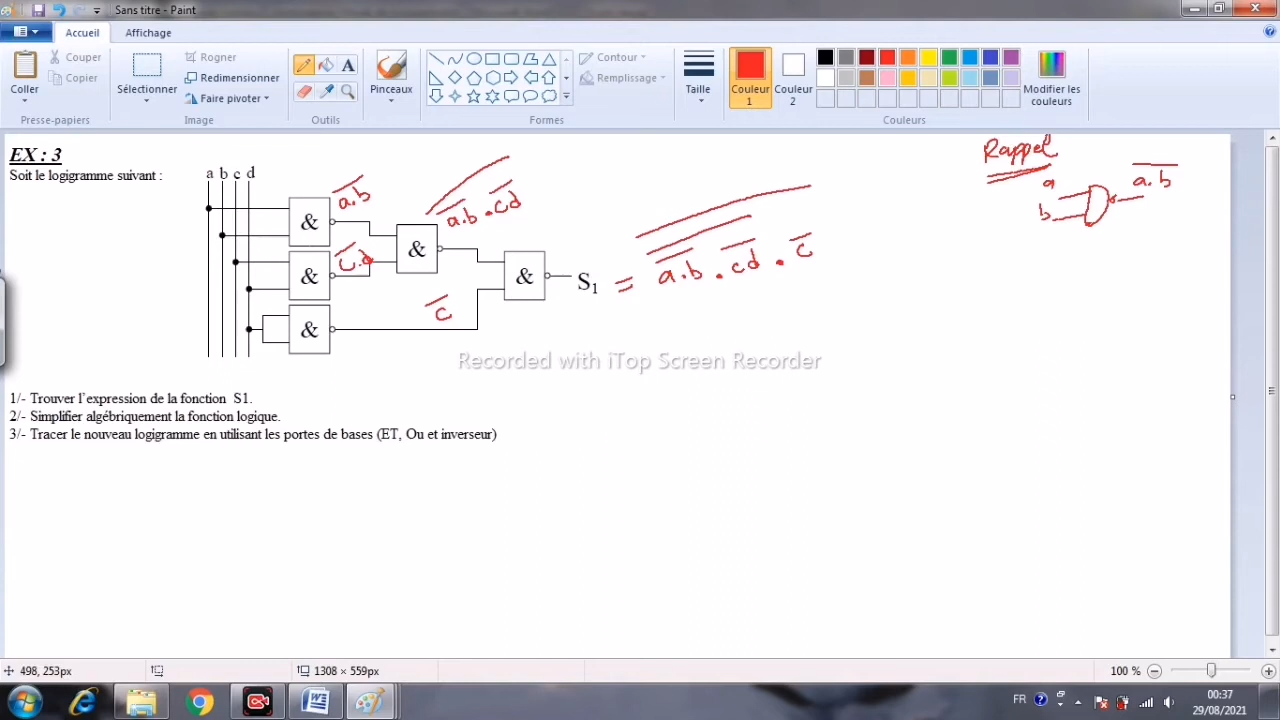 Sans titre - Paint
Accueil
Affichage
Couper
Copier
Coller
Presse-papiers
Sélectionner
Rogner
Redimensionner
Faire pivoter
Image
A
Outils
Pinceaux
Contour
Remplissage
Formes
Taille
Couleur
1
Couleur
2
Modifier les
couleurs
Couleurs
EX : 3
Soit le logigramme suivant :
a b c d
&
&
&
&
&
S1
a.b
c.d
c
a.b . cd
= a.b . cd . c
Rappel
a
b
a.b
Recorded with iTop Screen Recorder
1/- Trouver l'expression de la fonction S1.
2/- Simplifier algébriquement la fonction logique.
3/- Tracer le nouveau logigramme en utilisant les portes de bases (ET, Ou et inverseur)
498, 253px
1308 × 559px
100 %
FR
00:37
29/08/2021